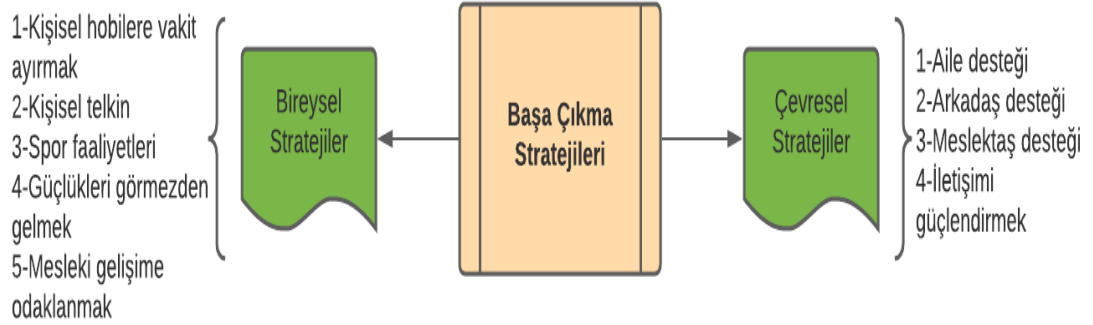 1-Kişisel hobilere vakit
ayırmak
2-Kişisel telkin
3-Spor faaliyetleri
4-Güçlükleri görmezden
gelmek
5-Mesleki gelişime
odaklanmak
Bireysel
Stratejiler
Başa Çıkma
Stratejileri
Çevresel
Stratejiler
1-Aile desteği
2-Arkadaş desteği
3-Meslektaş desteği
4-İletişimi
güçlendirmek